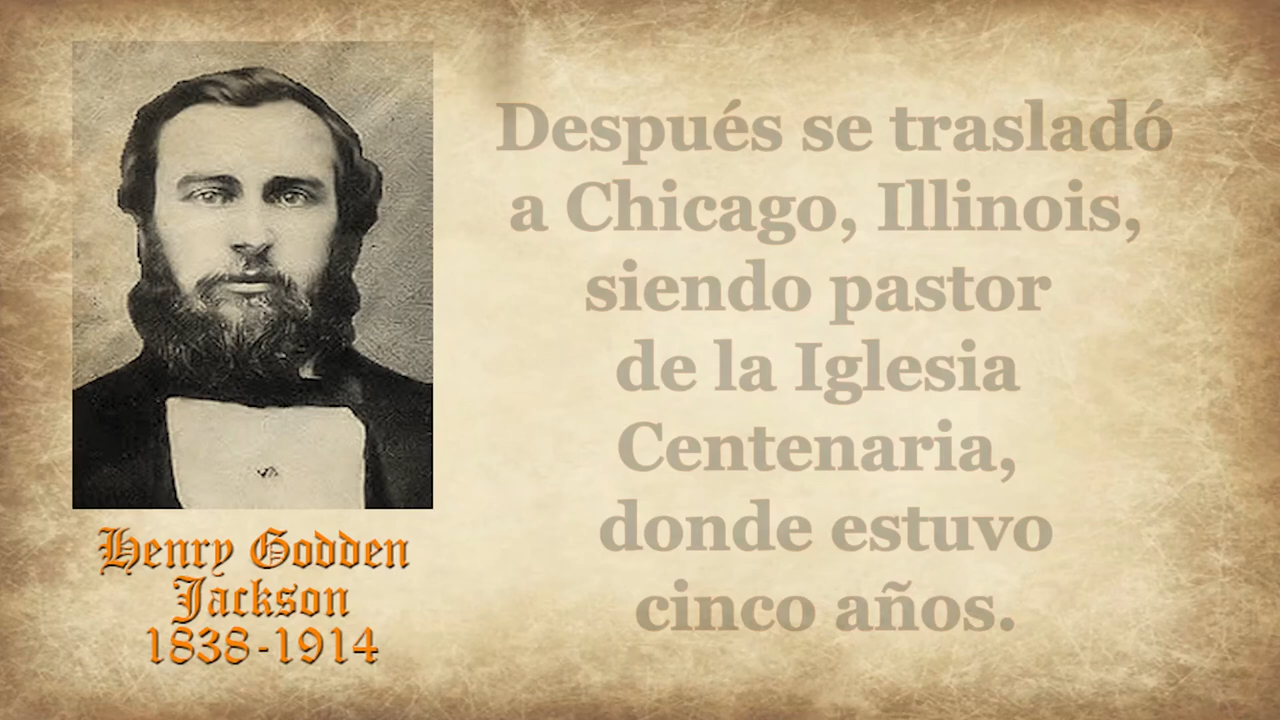 Después se trasladó
a Chicago, Illinois,
siendo pastor
de la Iglesia
Centenaria,
donde estuvo
cinco años.
Henry Godden
Jackson
1838-1914